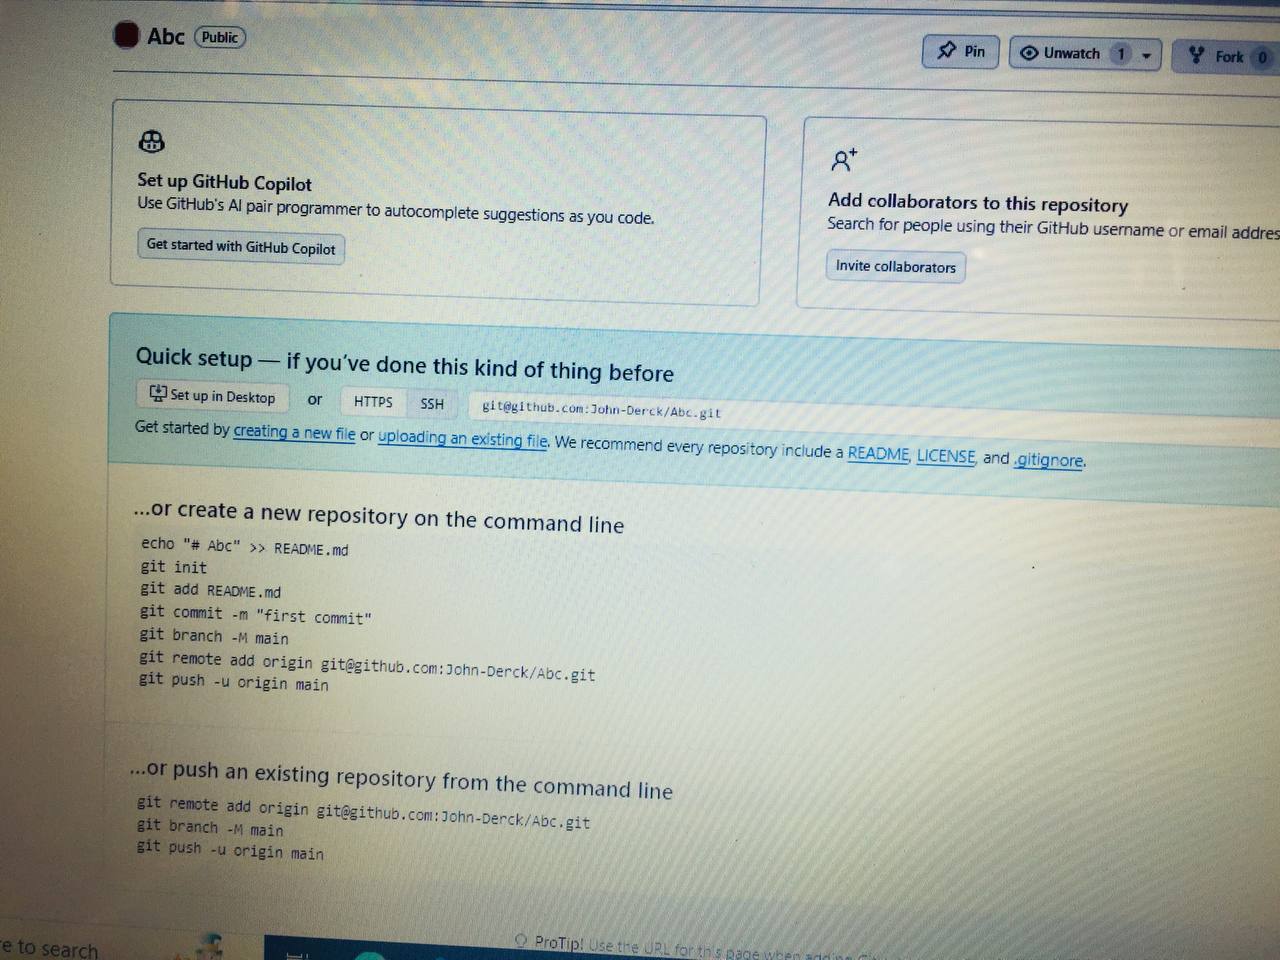 Abc Public
Pin
Unwatch 1
Fork 0
Set up GitHub Copilot
Use GitHub's AI pair programmer to autocomplete suggestions as you code.
Get started with GitHub Copilot
Add collaborators to this repository
Search for people using their GitHub username or email
Invite collaborators
Quick setup — if you've done this kind of thing before
Set up in Desktop or HTTPS SSH git@github.com:John-Derck/Abc.git
Get started by creating a new file or uploading an existing file. We recommend every repository include a README, LICENSE, and .gitignore.
...or create a new repository on the command line
echo "# Abc" >> README.md
git init
git add README.md
git commit -m "first commit"
git branch -M main
git remote add origin git@github.com:John-Derck/Abc.git
git push -u origin main
...or push an existing repository from the command line
git remote add origin git@github.com:John-Derck/Abc.git
git branch -M main
git push -u origin main
ProTip! Use the URL for this page when adding
to search